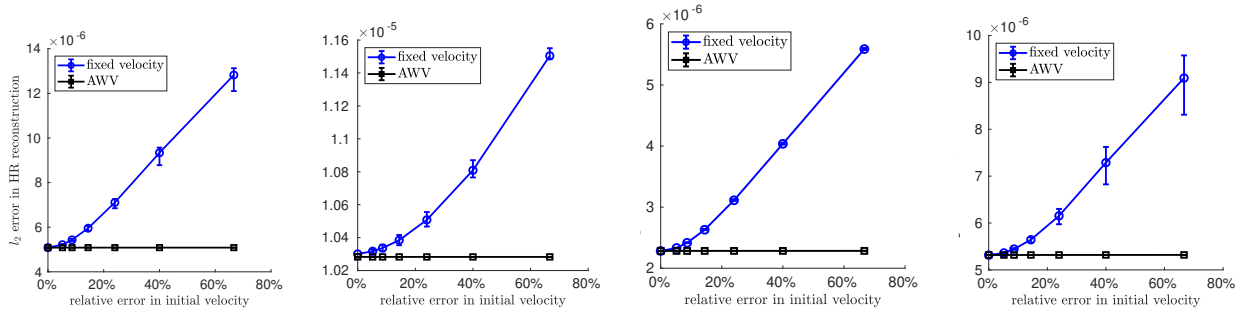 ×10⁻⁶
14
12
10
8
6
4
l₂ error in HR reconstruction
fixed velocity
AWV
0% 20% 40% 60% 80%
relative error in initial velocity
×10⁻⁵
1.16
1.14
1.12
1.1
1.08
1.06
1.04
1.02
fixed velocity
AWV
0% 20% 40% 60% 80%
relative error in initial velocity
×10⁻⁶
6
5
4
3
2
fixed velocity
AWV
0% 20% 40% 60% 80%
relative error in initial velocity
×10⁻⁶
10
9
8
7
6
5
fixed velocity
AWV
0% 20% 40% 60% 80%
relative error in initial velocity